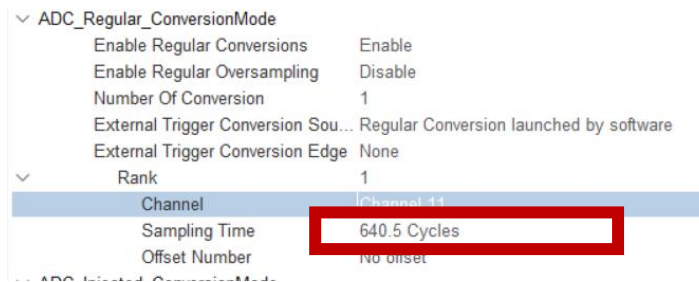 ADC_Regular_ConversionMode
Enable Regular Conversions Enable
Enable Regular Oversampling Disable
Number Of Conversion 1
External Trigger Conversion Sou... Regular Conversion launched by software
External Trigger Conversion Edge None
Rank 1
Channel Channel 11
Sampling Time 640.5 Cycles
Offset Number No offset
ADC_Injected_ConversionMode